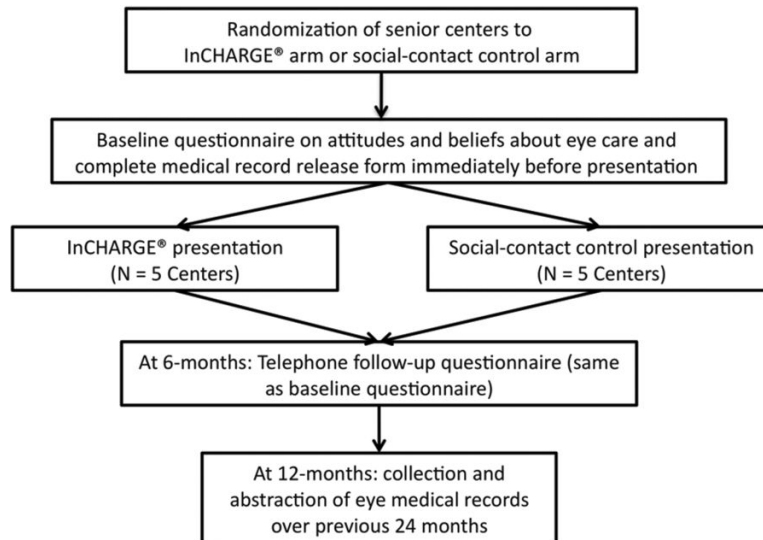 Randomization of senior centers to
InCHARGE® arm or social-contact control arm
Baseline questionnaire on attitudes and beliefs about eye care and
complete medical record release form immediately before presentation
InCHARGE® presentation
(N = 5 Centers)
Social-contact control presentation
(N = 5 Centers)
At 6-months: Telephone follow-up questionnaire (same
as baseline questionnaire)
At 12-months: collection and
abstraction of eye medical records
over previous 24 months